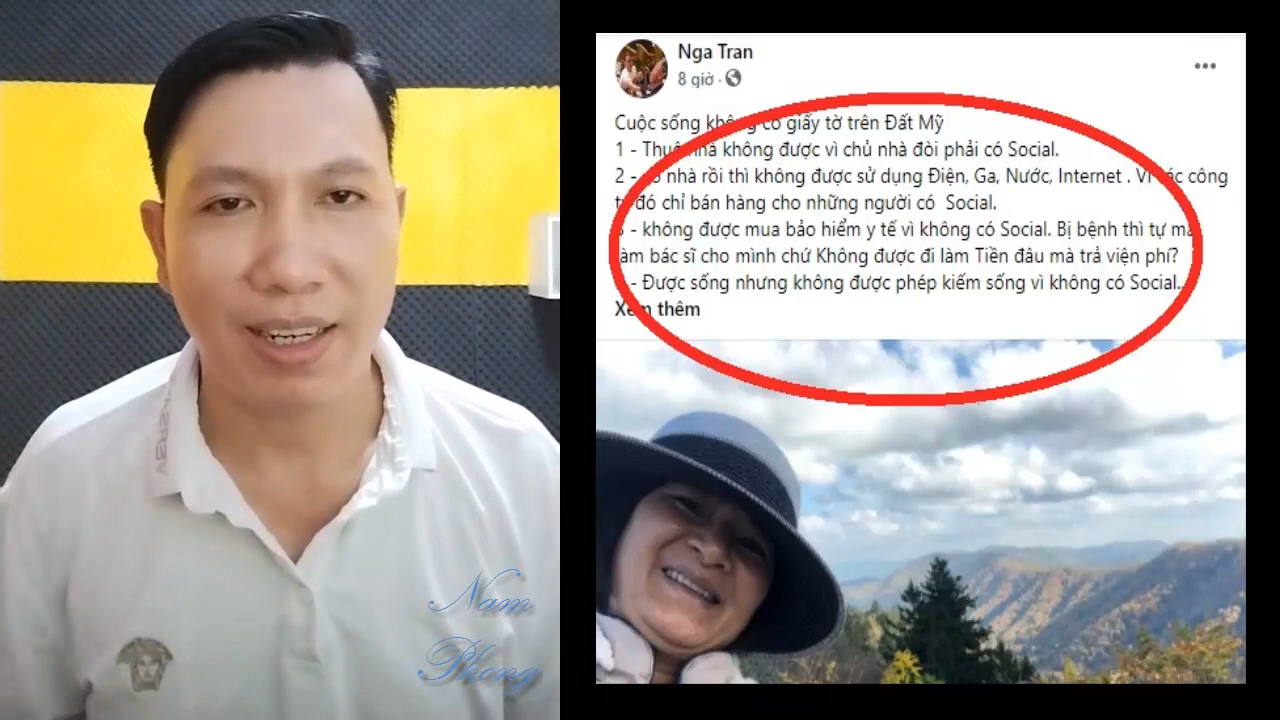 Nam
Phong
Nga Tran
8 giờ ·
Cuộc sống không có giấy tờ trên Đất Mỹ
1 - Thuê nhà không được vì chủ nhà đòi phải có Social.
2 - nhà rồi thì không được sử dụng Điện, Ga, Nước, Internet . Vì các công
đó chỉ bán hàng cho những người có Social.
- không được mua bảo hiểm y tế vì không có Social. Bị bệnh thì tự mà
làm bác sĩ cho mình chứ Không được đi làm Tiền đâu mà trả viện phí?
- Được sống nhưng không được phép kiếm sống vì không có Social..
Xem thêm